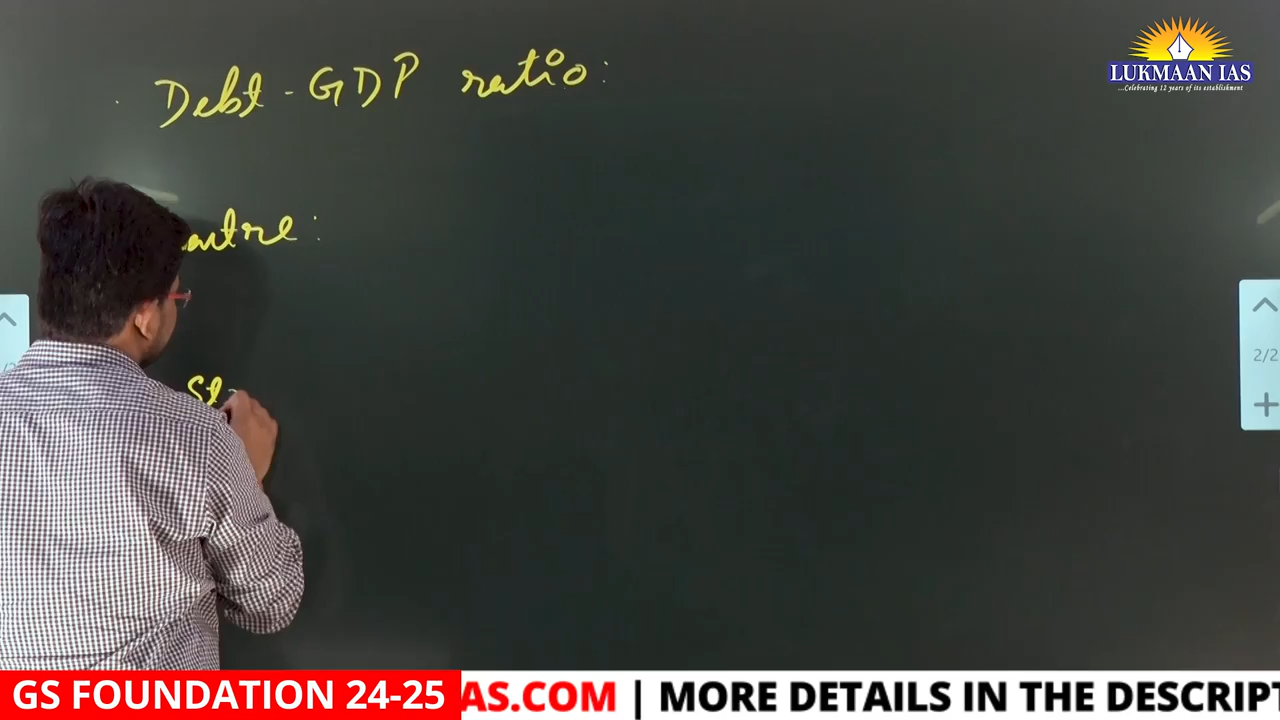 Debt - GDP ratio:
LUKMAAN IAS
...Celebrating 12 years of its establishment
St
2/2
GS FOUNDATION 24-25
AS.COM | MORE DETAILS IN THE DESCRIPT